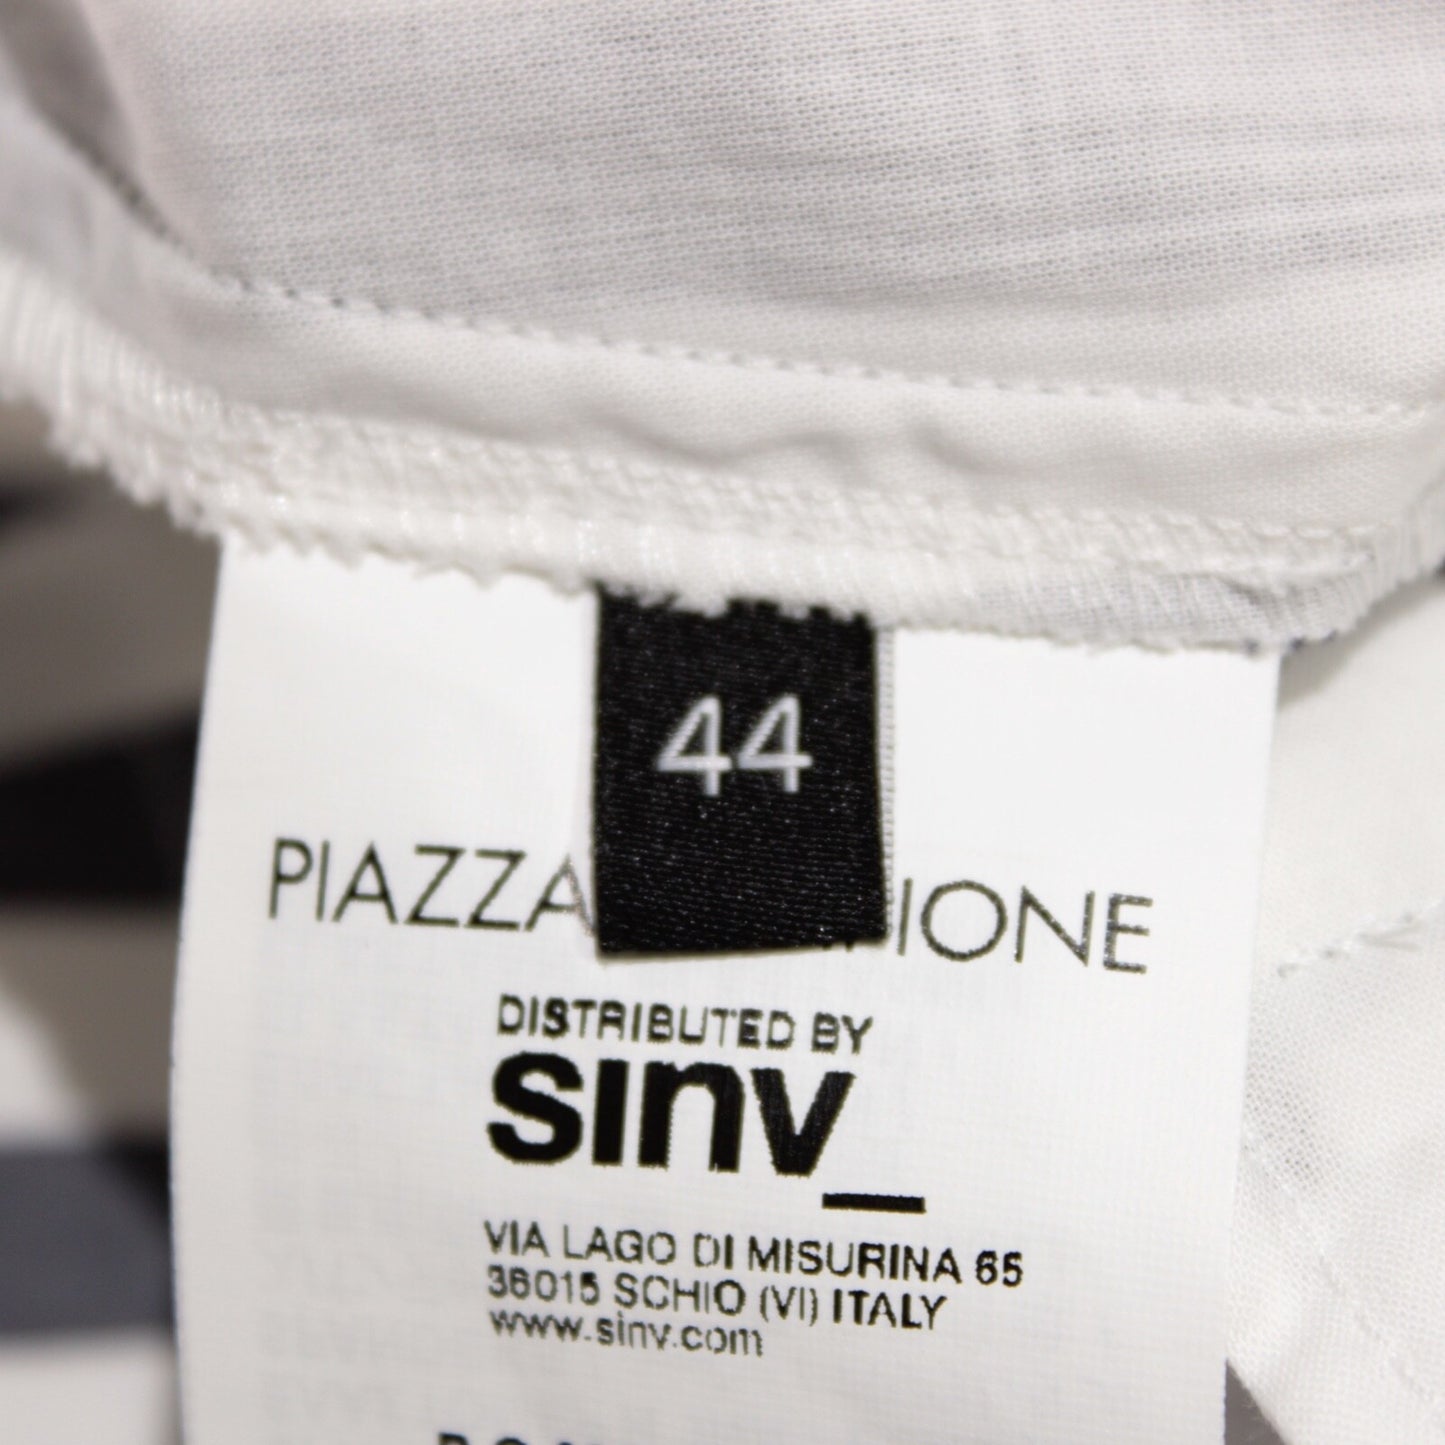 44
PIAZZA IONE
DISTRIBUTED BY
sinv_
VIA LAGO DI MISURINA 65
36015 SCHIO (VI) ITALY
www.sinv.com